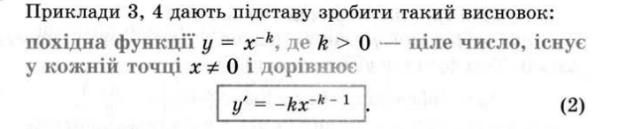 Приклади 3, 4 дають підставу зробити такий висновок:
похідна функції y = x⁻ᵏ, де k > 0 — ціле число, існує
у кожній точці x ≠ 0 і дорівнює
y′ = −kx⁻ᵏ⁻¹. (2)